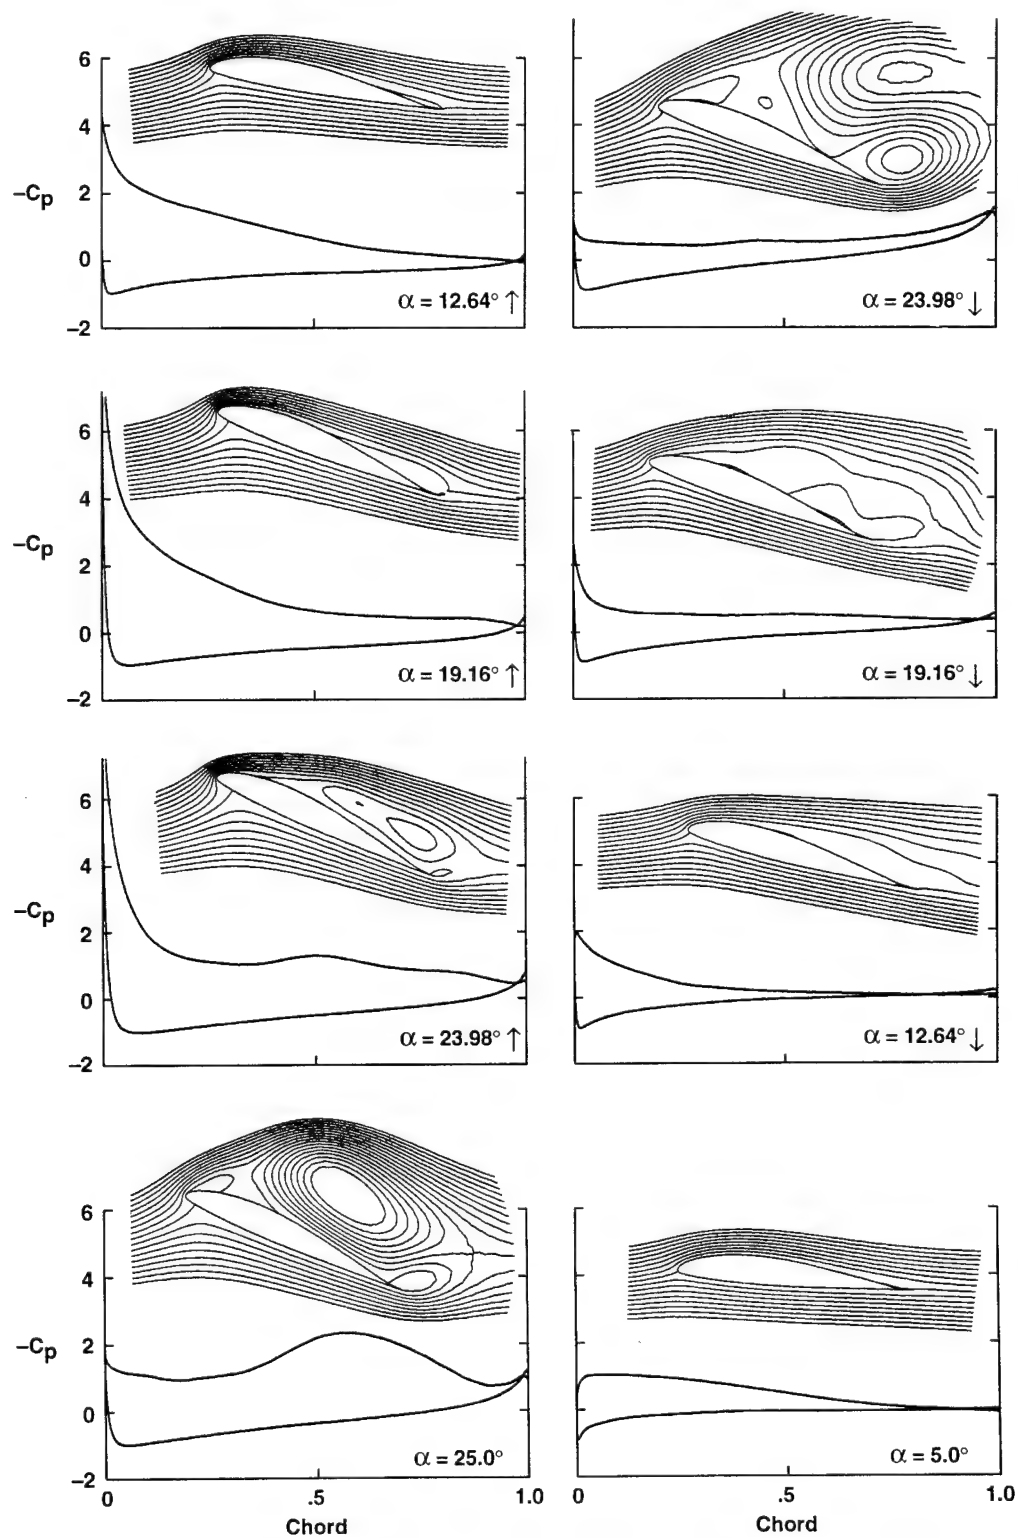 6
4
−Cp
2
0
−2
α = 12.64° ↑
α = 23.98° ↓
6
4
−Cp
2
0
−2
α = 19.16° ↑
α = 19.16° ↓
6
4
−Cp
2
0
−2
α = 23.98° ↑
α = 12.64° ↓
6
4
−Cp
2
0
−2
α = 25.0°
α = 5.0°
0 .5 1.0
Chord
0 .5 1.0
Chord